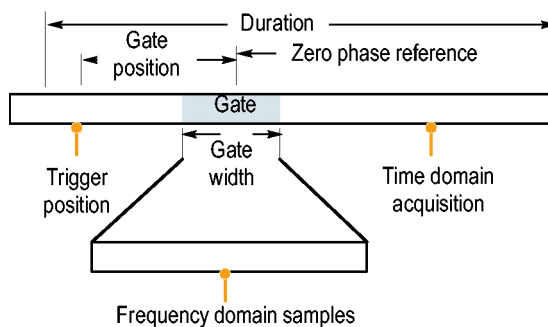 Duration
Gate
position
Zero phase reference
Gate
Gate
width
Trigger
position
Time domain
acquisition
Frequency domain samples